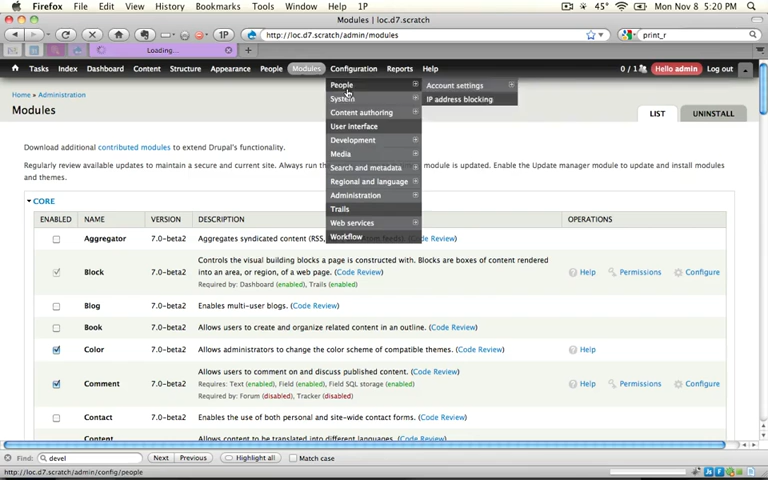 Firefox File Edit View History Bookmarks Tools Window Help 1P 45° Mon Nov 8 5:20 PM
Modules | loc.d7.scratch
1P http://loc.d7.scratch/admin/modules print_r
Loading...
Tasks Index Dashboard Content Structure Appearance People Modules Configuration Reports Help 0 / 1 Hello admin Log out
People
Account settings
System
IP address blocking
Content authoring
User interface
Development
Media
Search and metadata
Regional and language
Administration
Trails
Web services
Workflow
Home » Administration
Modules
LIST UNINSTALL
Download additional contributed modules to extend Drupal's functionality.
Regularly review available updates to maintain a secure and current site. Always run the module is updated. Enable the Update manager module to update and install modules
and themes.
CORE
ENABLED NAME VERSION DESCRIPTION OPERATIONS
Aggregator 7.0-beta2 Aggregates syndicated content (RSS, Code Review)
Block 7.0-beta2 Controls the visual building blocks a page is constructed with. Blocks are boxes of content rendered
into an area, or region, of a web page. (Code Review)
Required by: Dashboard (enabled), Trails (enabled)
Help Permissions Configure
Blog 7.0-beta2 Enables multi-user blogs. (Code Review)
Book 7.0-beta2 Allows users to create and organize related content in an outline. (Code Review)
Color 7.0-beta2 Allows administrators to change the color scheme of compatible themes. (Code Review) Help
Comment 7.0-beta2 Allows users to comment on and discuss published content. (Code Review)
Requires: Text (enabled), Field (enabled), Field SQL storage (enabled)
Required by: Forum (disabled), Tracker (disabled)
Help Permissions Configure
Contact 7.0-beta2 Enables the use of both personal and site-wide contact forms. (Code Review)
Content Allows content to be translated into different languages. (Code Review)
Find: devel Next Previous Highlight all Match case
http://loc.d7.scratch/admin/config/people